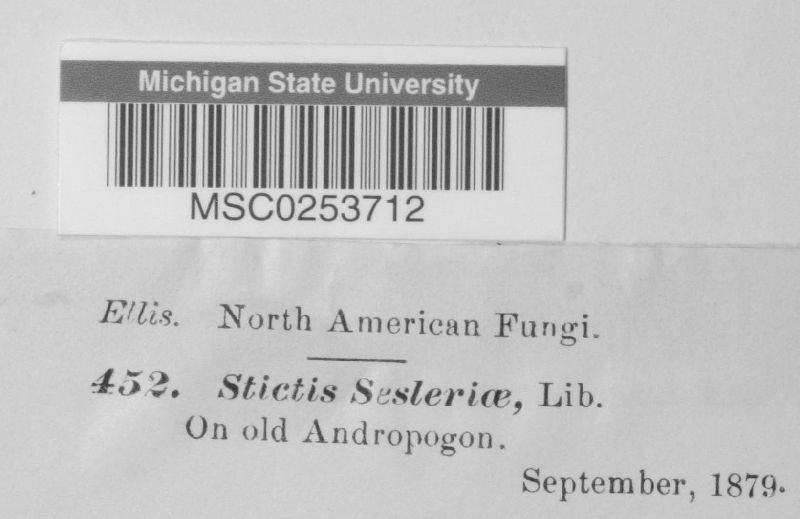 Michigan State University
MSC0253712
Ellis. North American Fungi.
452. Stictis Sesleriæ, Lib.
On old Andropogon.
September, 1879.